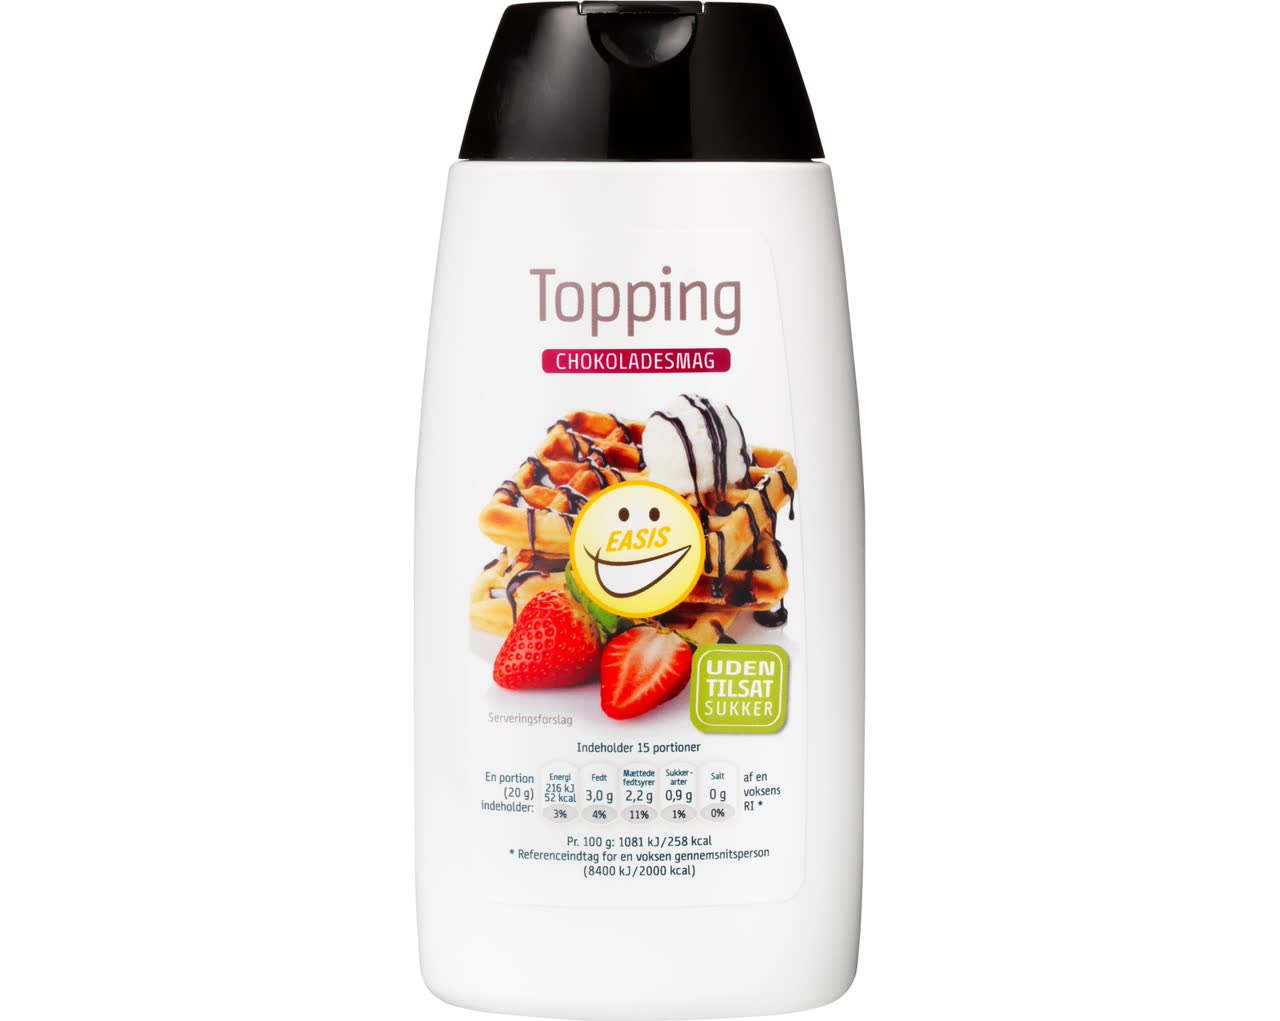 Topping
CHOKOLADESMAG
EASIS
UDEN
TILSAT
SUKKER
Serveringsforslag
Indeholder 15 portioner
En portion
(20 g)
indeholder:
Energi
216 kJ
52 kcal
3%
Fedt
3,0 g
4%
Mættede
fedtsyrer
2,2 g
11%
Sukker-
arter
0,9 g
1%
Salt
0 g
0%
af en
voksens
RI *
Pr. 100 g: 1081 kJ/258 kcal
* Referenceindtag for en voksen gennemsnitsperson
(8400 kJ/2000 kcal)